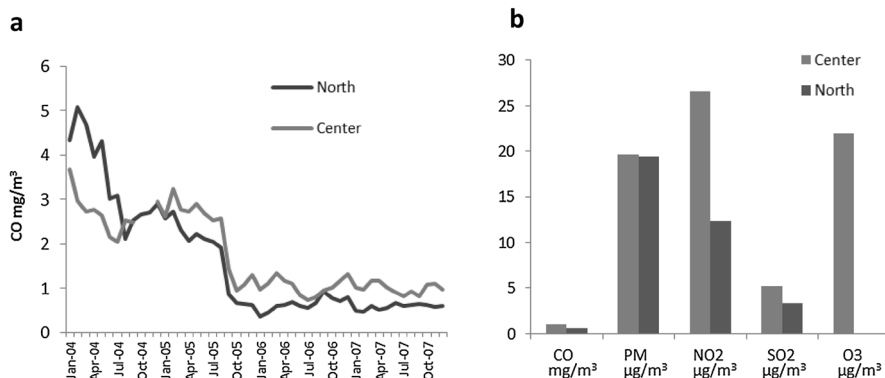 a
6
5
4
3
2
1
0
CO mg/m³
North
Center
Jan-04
Apr-04
Jul-04
Oct-04
Jan-05
Apr-05
Jul-05
Oct-05
Jan-06
Apr-06
Jul-06
Oct-06
Jan-07
Apr-07
Jul-07
Oct-07
b
30
25
20
15
10
5
0
Center
North
CO PM NO2 SO2 O3
mg/m³ µg/m³ µg/m³ µg/m³ µg/m³